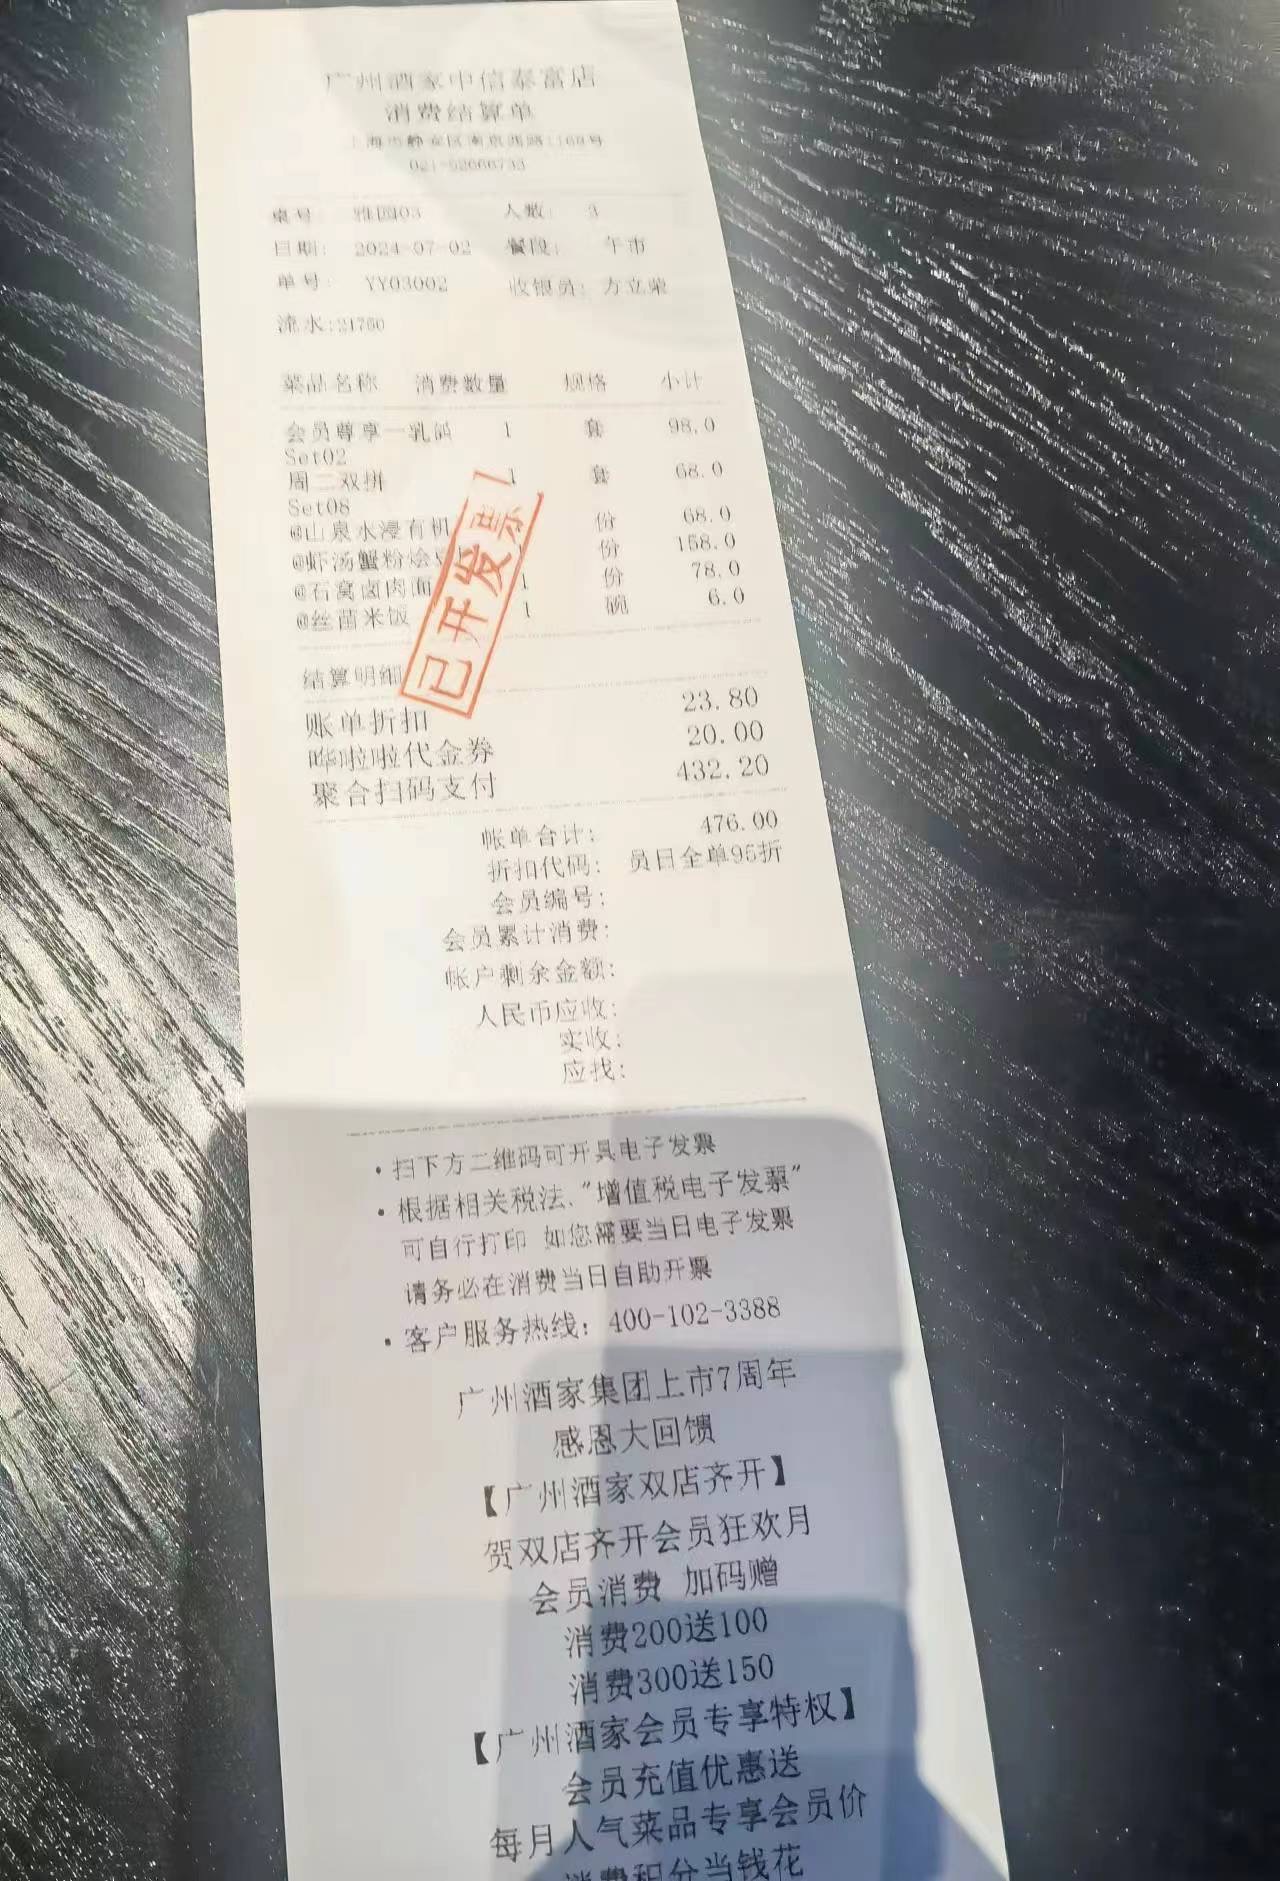 广州酒家中信泰富店
消费结算单
上海市静安区南京西路1168号
021-52666733
桌号: 雅园03 人数: 3
日期: 2024-07-02 餐段: 午市
单号: YY03002 收银员: 方立荣
流水:21760
菜品名称 消费数量 规格 小计
会员尊享一乳鸽 1 套 98.0
Set02
周二双拼 1 套 68.0
Set08
@山泉水浸有机 份 68.0
@虾汤蟹粉烩 1 份 158.0
@石窝卤肉面 1 份 78.0
@丝苗米饭 1 碗 6.0
已开发票
结算明细
账单折扣 23.80
哗啦啦代金券 20.00
聚合扫码支付 432.20
帐单合计: 476.00
折扣代码: 员日全单95折
会员编号:
会员累计消费:
帐户剩余金额:
人民币应收:
实收:
应找:
·扫下方二维码可开具电子发票
·根据相关税法、"增值税电子发票"
可自行打印 如您需要当日电子发票
请务必在消费当日自助开票
·客户服务热线: 400-102-3388
广州酒家集团上市7周年
感恩大回馈
【广州酒家双店齐开】
贺双店齐开会员狂欢月
会员消费 加码赠
消费200送100
消费300送150
【广州酒家会员专享特权】
会员充值优惠送
每月人气菜品专享会员价
消费积分当钱花